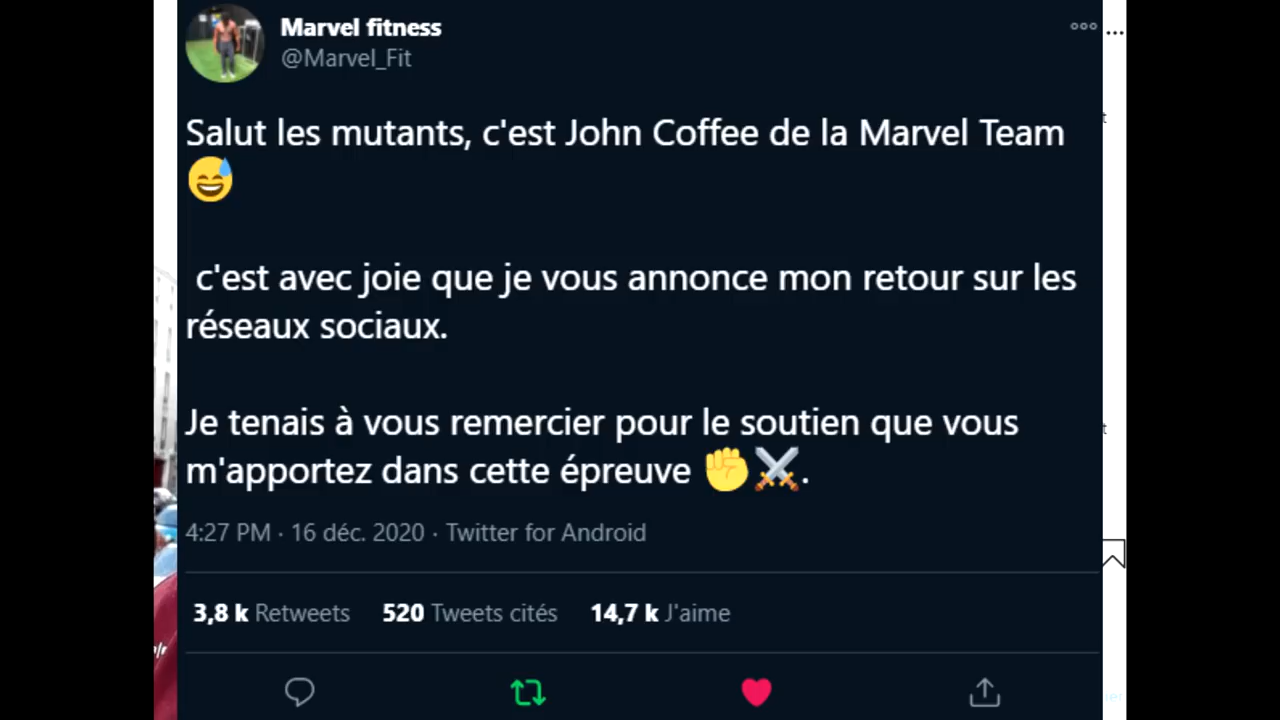 Marvel fitness
@Marvel_Fit
Salut les mutants, c'est John Coffee de la Marvel Team
😅
c'est avec joie que je vous annonce mon retour sur les
réseaux sociaux.
Je tenais à vous remercier pour le soutien que vous
m'apportez dans cette épreuve ✊⚔️.
4:27 PM · 16 déc. 2020 · Twitter for Android
3,8 k Retweets 520 Tweets cités 14,7 k J'aime